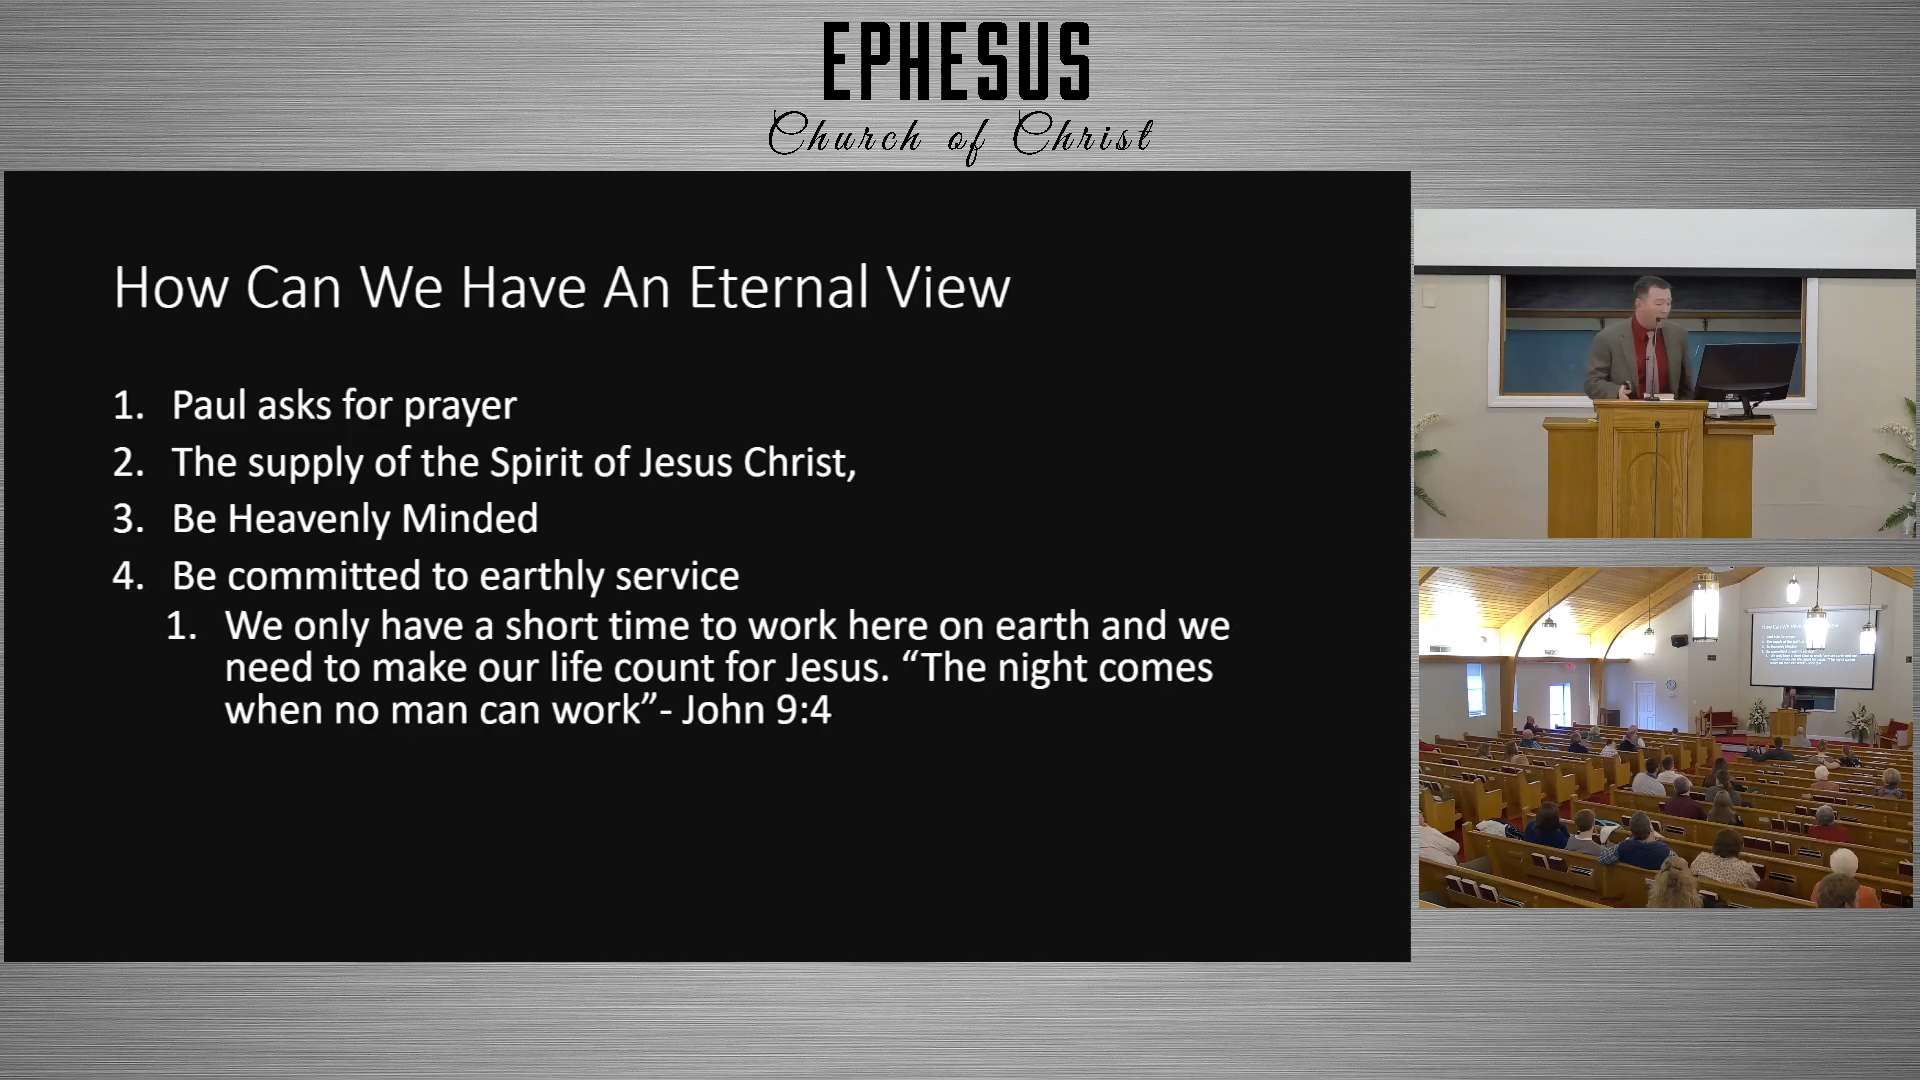 EPHESUS
Church of Christ
How Can We Have An Eternal View
1. Paul asks for prayer
2. The supply of the Spirit of Jesus Christ,
3. Be Heavenly Minded
4. Be committed to earthly service
1. We only have a short time to work here on earth and we
need to make our life count for Jesus. “The night comes
when no man can work”- John 9:4